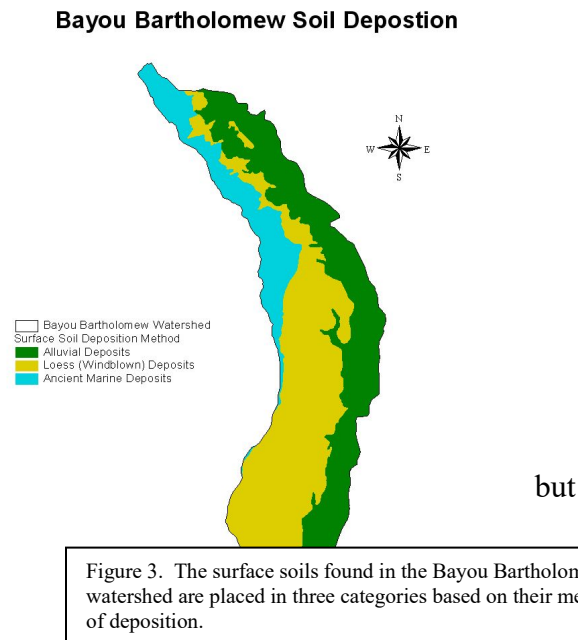 Bayou Bartholomew Soil Depostion
N
W E
S
Bayou Bartholomew Watershed
Surface Soil Deposition Method
Alluvial Deposits
Loess (Windblown) Deposits
Ancient Marine Deposits
but
Figure 3. The surface soils found in the Bayou Bartholom
watershed are placed in three categories based on their me
of deposition.